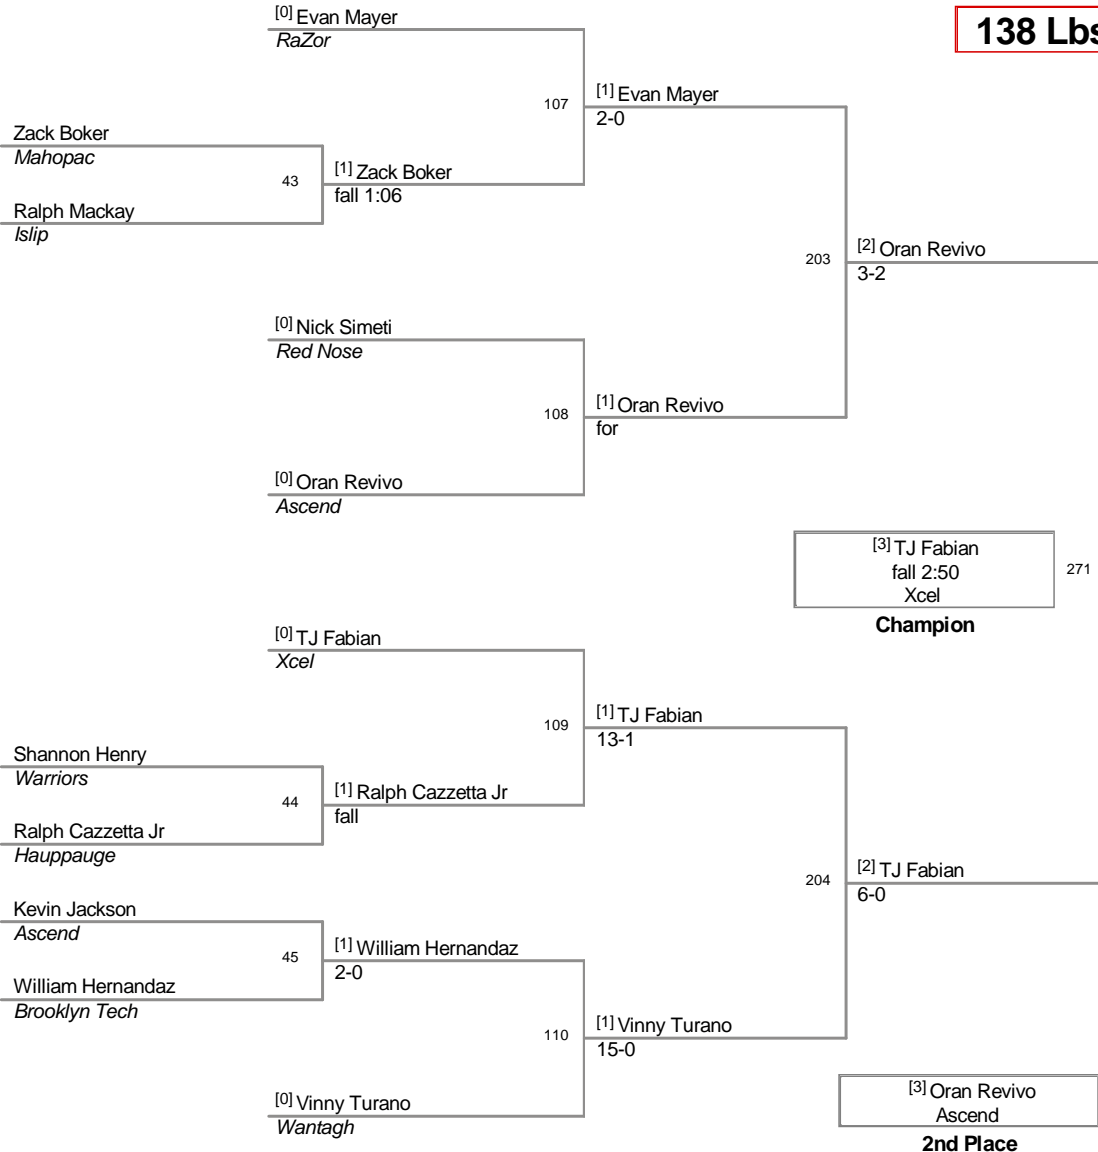 [0] Evan Mayer
RaZor
138 Lbs
107
[1] Evan Mayer
2-0
Zack Boker
Mahopac
43
[1] Zack Boker
fall 1:06
Ralph Mackay
Islip
203
[2] Oran Revivo
3-2
[0] Nick Simeti
Red Nose
108
[1] Oran Revivo
for
[0] Oran Revivo
Ascend
[3] TJ Fabian
fall 2:50
Xcel
271
Champion
[0] TJ Fabian
Xcel
109
[1] TJ Fabian
13-1
Shannon Henry
Warriors
44
[1] Ralph Cazzetta Jr
fall
Ralph Cazzetta Jr
Hauppauge
204
[2] TJ Fabian
6-0
Kevin Jackson
Ascend
45
[1] William Hernandaz
2-0
William Hernandaz
Brooklyn Tech
110
[1] Vinny Turano
15-0
[0] Vinny Turano
Wantagh
[3] Oran Revivo
Ascend
2nd Place